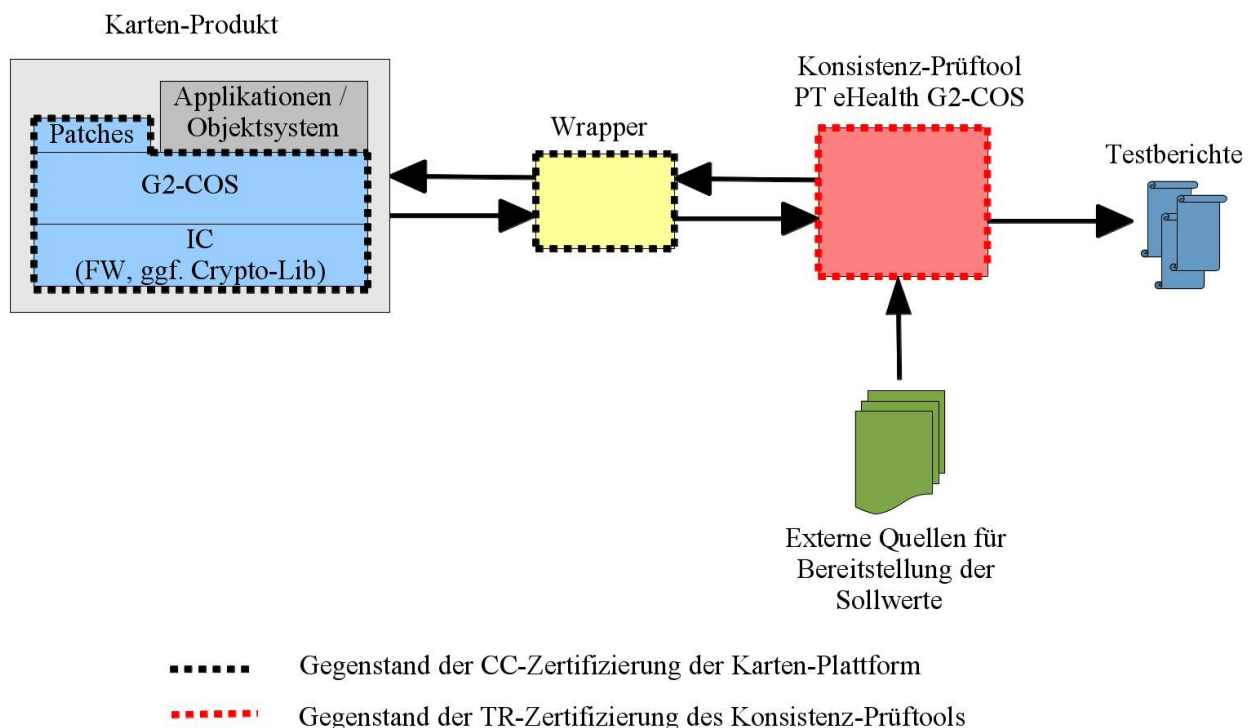 Karten-Produkt
Applikationen /
Objektsystem
Patches
G2-COS
IC
(FW, ggf. Crypto-Lib)
Wrapper
Konsistenz-Prüftool
PT eHealth G2-COS
Testberichte
Externe Quellen für
Bereitstellung der
Sollwerte
Gegenstand der CC-Zertifizierung der Karten-Plattform
Gegenstand der TR-Zertifizierung des Konsistenz-Prüftools